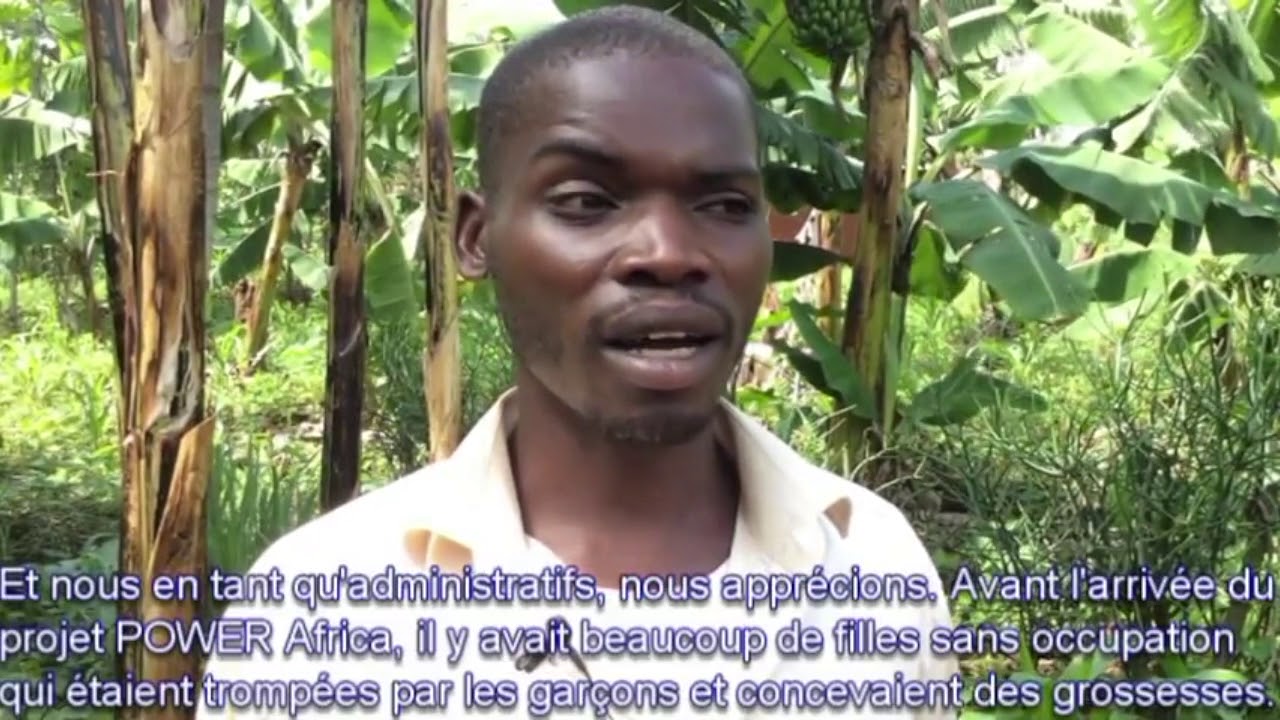 Et nous en tant qu'administratifs, nous apprécions. Avant l'arrivée du
projet POWER Africa, il y avait beaucoup de filles sans occupation
qui étaient trompées par les garçons et concevaient des grossesses.